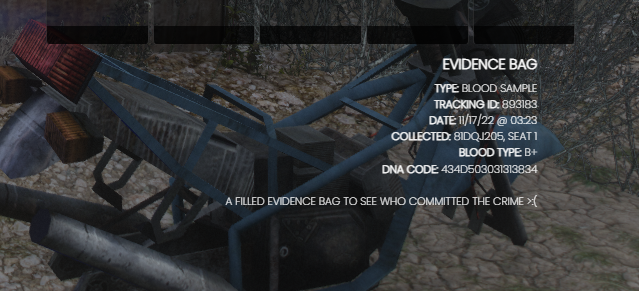 EVIDENCE BAG
TYPE: BLOOD SAMPLE
TRACKING ID: 893183
DATE: 11/17/22 @ 03:23
COLLECTED: 81DQJ205, SEAT 1
BLOOD TYPE: B+
DNA CODE: 434D503031313834
A FILLED EVIDENCE BAG TO SEE WHO COMMITTED THE CRIME >:(